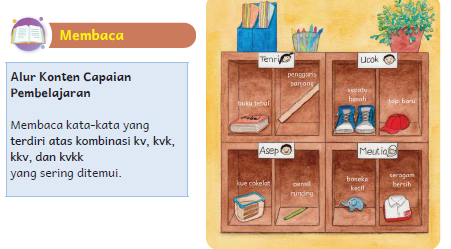 Membaca
Alur Konten Capaian
Pembelajaran
Membaca kata-kata yang
terdiri atas kombinasi kv, kvk,
kkv, dan kvkk
yang sering ditemui.
Tenri
Ucok
buku tebal
penggaris
panjang
sepatu
bersih
topi baru
Asep
Meutia
kue cokelat
pensil
runcing
boneka
kecil
seragam
bersih